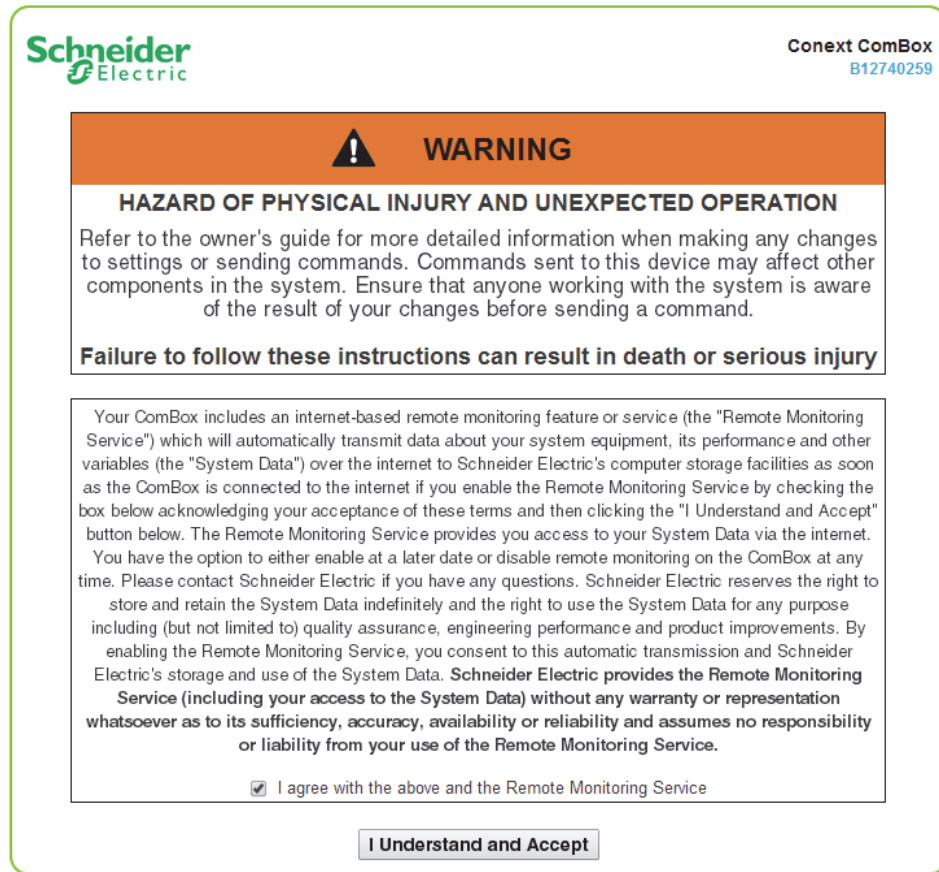 Schneider
Electric
Conext ComBox
B12740259
WARNING
HAZARD OF PHYSICAL INJURY AND UNEXPECTED OPERATION
Refer to the owner's guide for more detailed information when making any changes
to settings or sending commands. Commands sent to this device may affect other
components in the system. Ensure that anyone working with the system is aware
of the result of your changes before sending a command.
Failure to follow these instructions can result in death or serious injury
Your ComBox includes an internet-based remote monitoring feature or service (the "Remote Monitoring
Service") which will automatically transmit data about your system equipment, its performance and other
variables (the "System Data") over the internet to Schneider Electric's computer storage facilities as soon
as the ComBox is connected to the internet if you enable the Remote Monitoring Service by checking the
box below acknowledging your acceptance of these terms and then clicking the "I Understand and Accept"
button below. The Remote Monitoring Service provides you access to your System Data via the internet.
You have the option to either enable at a later date or disable remote monitoring on the ComBox at any
time. Please contact Schneider Electric if you have any questions. Schneider Electric reserves the right to
store and retain the System Data indefinitely and the right to use the System Data for any purpose
including (but not limited to) quality assurance, engineering performance and product improvements. By
enabling the Remote Monitoring Service, you consent to this automatic transmission and Schneider
Electric's storage and use of the System Data. Schneider Electric provides the Remote Monitoring
Service (including your access to the System Data) without any warranty or representation
whatsoever as to its sufficiency, accuracy, availability or reliability and assumes no responsibility
or liability from your use of the Remote Monitoring Service.
I agree with the above and the Remote Monitoring Service
I Understand and Accept